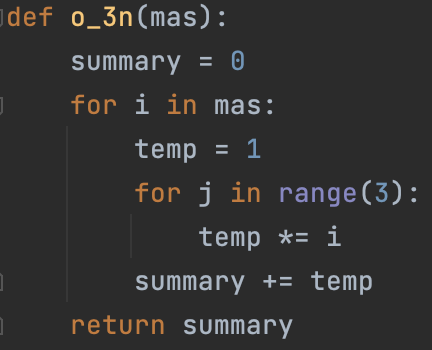 def o_3n(mas):
    summary = 0
    for i in mas:
        temp = 1
        for j in range(3):
            temp *= i
        summary += temp
    return summary